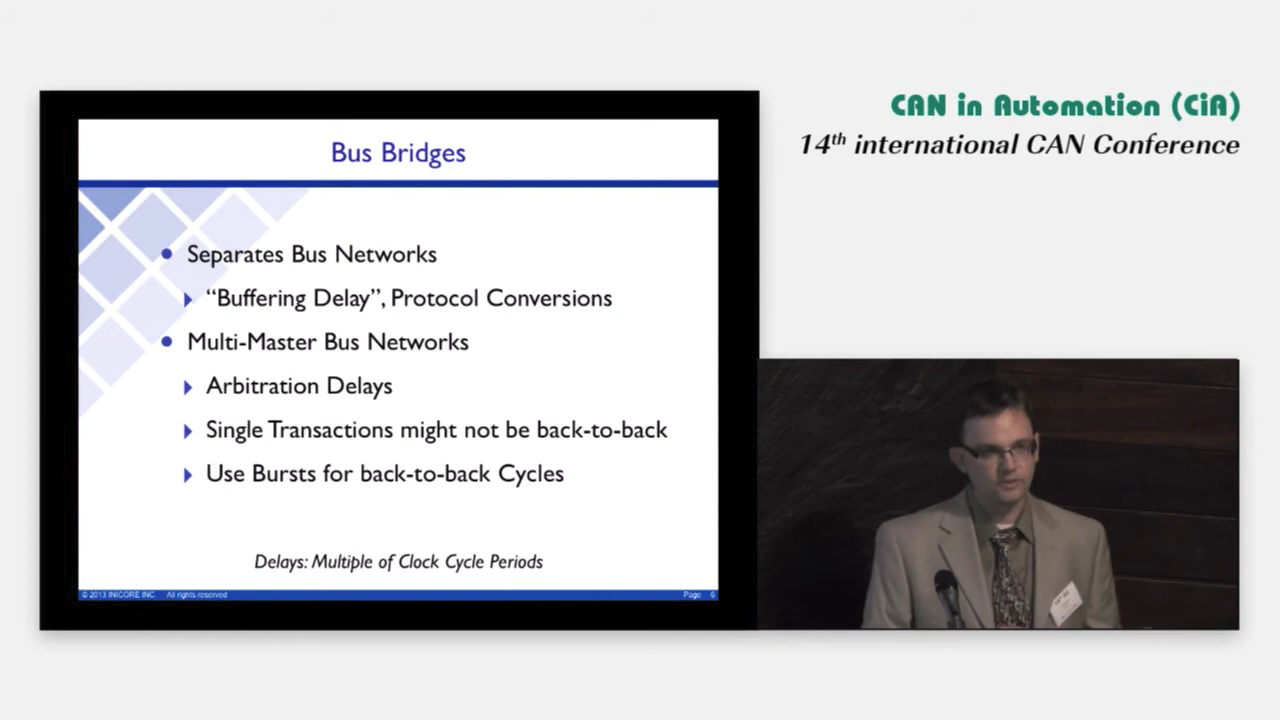 CAN in Automation (CiA)
14th international CAN Conference
Bus Bridges
Separates Bus Networks
“Buffering Delay”, Protocol Conversions
Multi-Master Bus Networks
Arbitration Delays
Single Transactions might not be back-to-back
Use Bursts for back-to-back Cycles
Delays: Multiple of Clock Cycle Periods
© 2013 INICORE INC. All rights reserved
Page 6